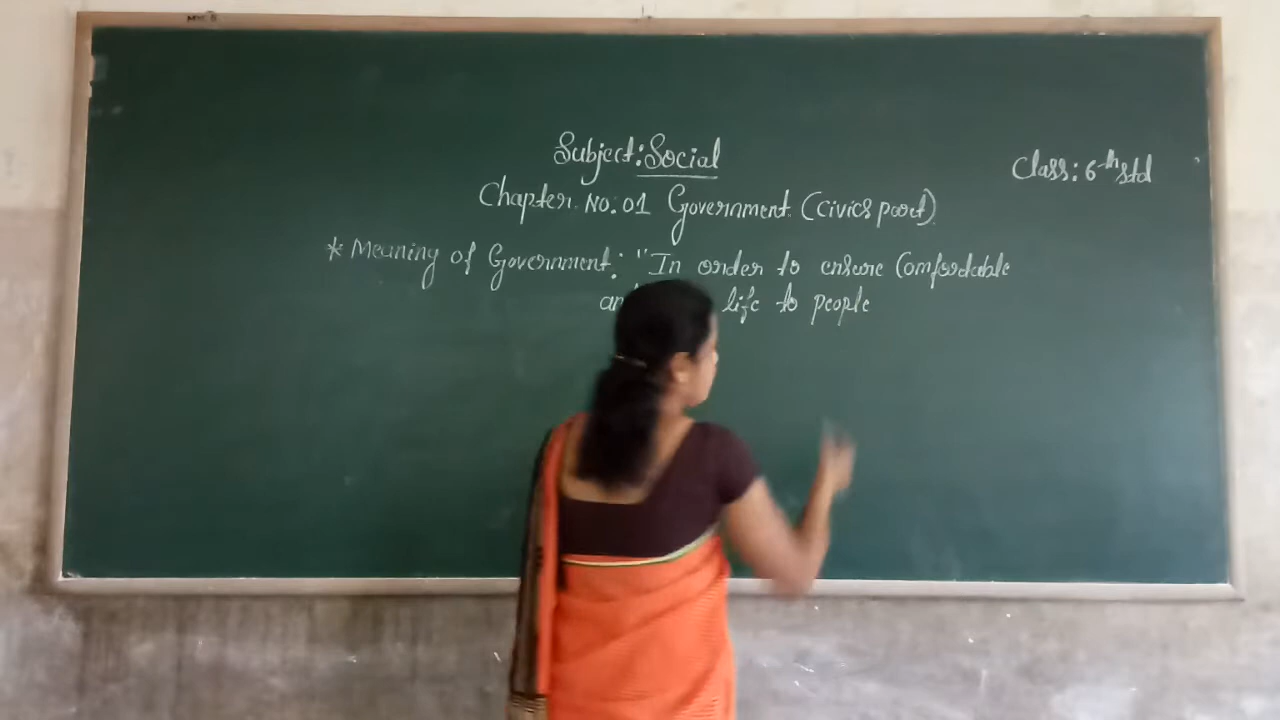 Subject: Social
Class: 6th std
Chapter. No. 01 Government (Civics part)
* Meaning of Government: "In order to ensure Comfordable
life to people